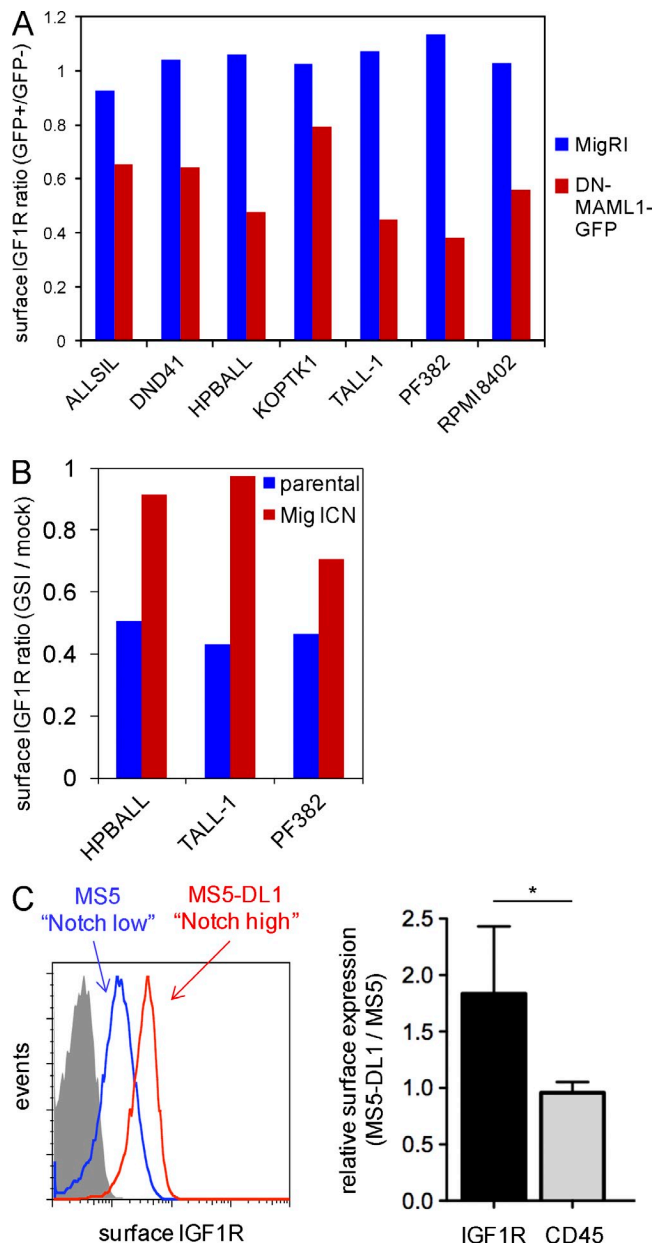 A
surface IGF1R ratio (GFP+/GFP-)
1.2
1
0.8
0.6
0.4
0.2
0
ALLSIL
DND41
HPBALL
KOPTK1
TALL-1
PF382
RPMI 8402
MigRI
DN-
MAML1-
GFP
B
surface IGF1R ratio (GSI / mock)
1
0.8
0.6
0.4
0.2
0
parental
Mig ICN
HPBALL
TALL-1
PF382
C
MS5
"Notch low"
MS5-DL1
"Notch high"
events
surface IGF1R
relative surface expression
(MS5-DL1 / MS5)
2.5
2.0
1.5
1.0
0.5
0.0
*
IGF1R
CD45